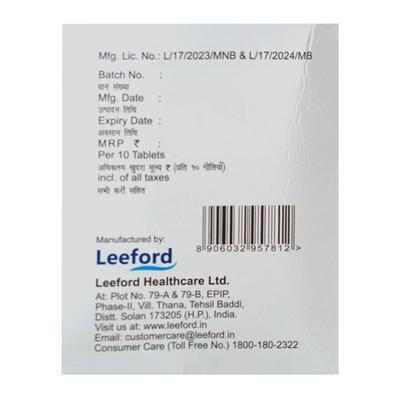 Mfg. Lic. No.: L/17/2023/MNB & L/17/2024/MB
Batch No. :
घान संख्या
Mfg. Date :
उत्पादन तिथि
Expiry Date :
अवसान तिथि
MRP ₹ :
Per 10 Tablets
अधिकतम खुदरा मूल्य ₹ (प्रति १० गोलियाँ)
incl. of all taxes
सभी करों सहित
8 906032 957812 >
Manufactured by:
Leeford
Leeford Healthcare Ltd.
At: Plot No. 79-A & 79-B, EPIP,
Phase-II, Vill. Thana, Tehsil Baddi,
Distt. Solan 173205 (H.P.), India.
Visit us at: www.leeford.in
Email: customercare@leeford.in
Consumer Care (Toll Free No.) 1800-180-2322